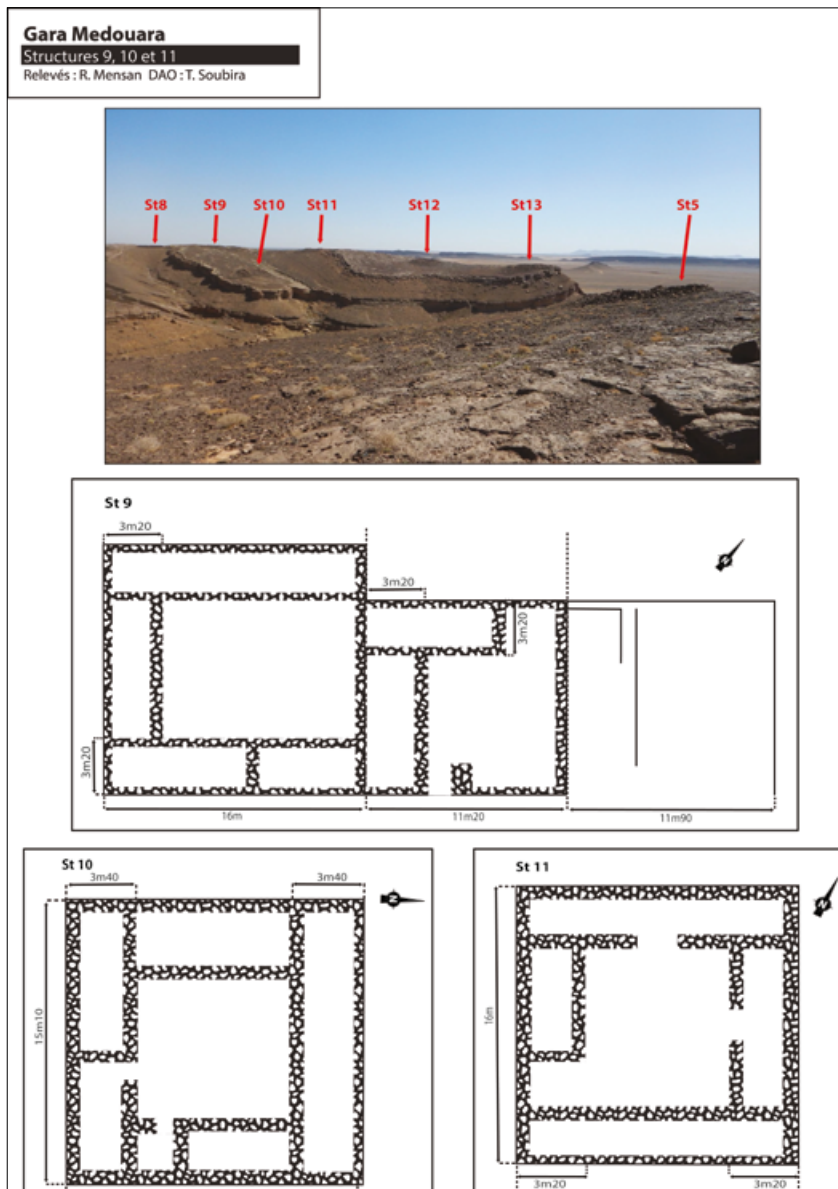 Gara Medouara
Structures 9, 10 et 11
Relevés : R. Mensan DAO : T. Soubira
St8 St9 St10 St11 St12 St13 St5
St 9
3m20
3m20
3m20
3m20
16m 11m20 11m90
N
St 10
3m40 3m40
N
15m10
St 11
N
16m
3m20 3m20